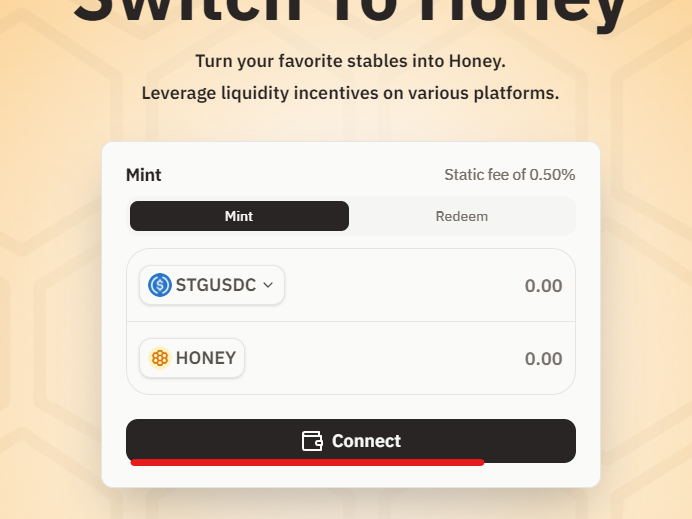 Switch To Honey
Turn your favorite stables into Honey.
Leverage liquidity incentives on various platforms.
Mint
Static fee of 0.50%
Mint
Redeem
STGUSDC
0.00
HONEY
0.00
Connect